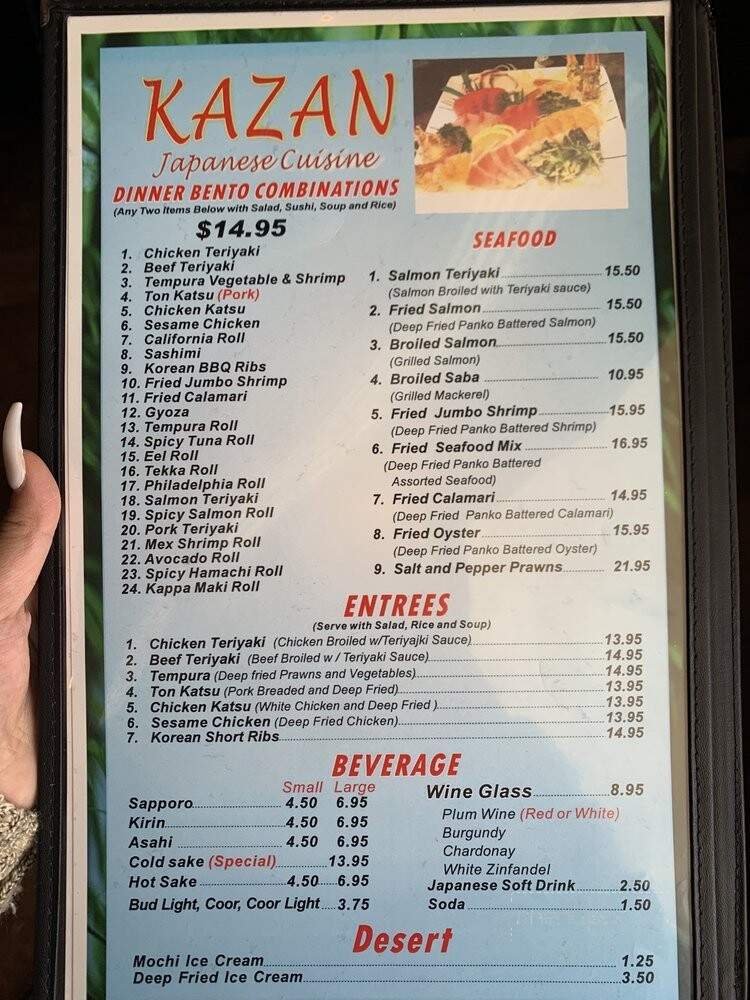 KAZAN
Japanese Cuisine
DINNER BENTO COMBINATIONS
(Any Two Items Below with Salad, Sushi, Soup and Rice)
$14.95
1. Chicken Teriyaki
2. Beef Teriyaki
3. Tempura Vegetable & Shrimp
4. Ton Katsu (Pork)
5. Chicken Katsu
6. Sesame Chicken
7. California Roll
8. Sashimi
9. Korean BBQ Ribs
10. Fried Jumbo Shrimp
11. Fried Calamari
12. Gyoza
13. Tempura Roll
14. Spicy Tuna Roll
15. Eel Roll
16. Tekka Roll
17. Philadelphia Roll
18. Salmon Teriyaki
19. Spicy Salmon Roll
20. Pork Teriyaki
21. Mex Shrimp Roll
22. Avocado Roll
23. Spicy Hamachi Roll
24. Kappa Maki Roll
SEAFOOD
1. Salmon Teriyaki 15.50
(Salmon Broiled with Teriyaki sauce)
2. Fried Salmon 15.50
(Deep Fried Panko Battered Salmon)
3. Broiled Salmon 15.50
(Grilled Salmon)
4. Broiled Saba 10.95
(Grilled Mackerel)
5. Fried Jumbo Shrimp 15.95
(Deep Fried Panko Battered Shrimp)
6. Fried Seafood Mix 16.95
(Deep Fried Panko Battered
Assorted Seafood)
7. Fried Calamari 14.95
(Deep Fried Panko Battered Calamari)
8. Fried Oyster 15.95
(Deep Fried Panko Battered Oyster)
9. Salt and Pepper Prawns 21.95
ENTREES
(Serve with Salad, Rice and Soup)
1. Chicken Teriyaki (Chicken Broiled w/Teriyajki Sauce) 13.95
2. Beef Teriyaki (Beef Broiled w / Teriyaki Sauce) 14.95
3. Tempura (Deep fried Prawns and Vegetables) 14.95
4. Ton Katsu (Pork Breaded and Deep Fried) 13.95
5. Chicken Katsu (White Chicken and Deep Fried ) 13.95
6. Sesame Chicken (Deep Fried Chicken) 13.95
7. Korean Short Ribs 14.95
BEVERAGE
Small Large
Sapporo 4.50 6.95
Kirin 4.50 6.95
Asahi 4.50 6.95
Cold sake (Special) 13.95
Hot Sake 4.50 6.95
Bud Light, Coor, Coor Light 3.75
Wine Glass 8.95
Plum Wine (Red or White)
Burgundy
Chardonay
White Zinfandel
Japanese Soft Drink 2.50
Soda 1.50
Desert
Mochi Ice Cream 1.25
Deep Fried Ice Cream 3.50